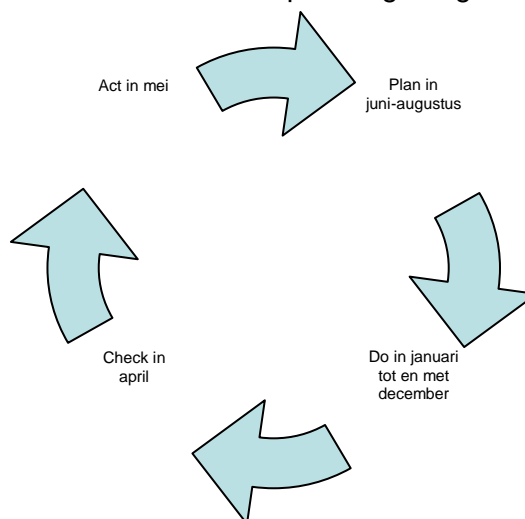 Act in mei
Plan in
juni-augustus
Do in januari
tot en met
december
Check in
april